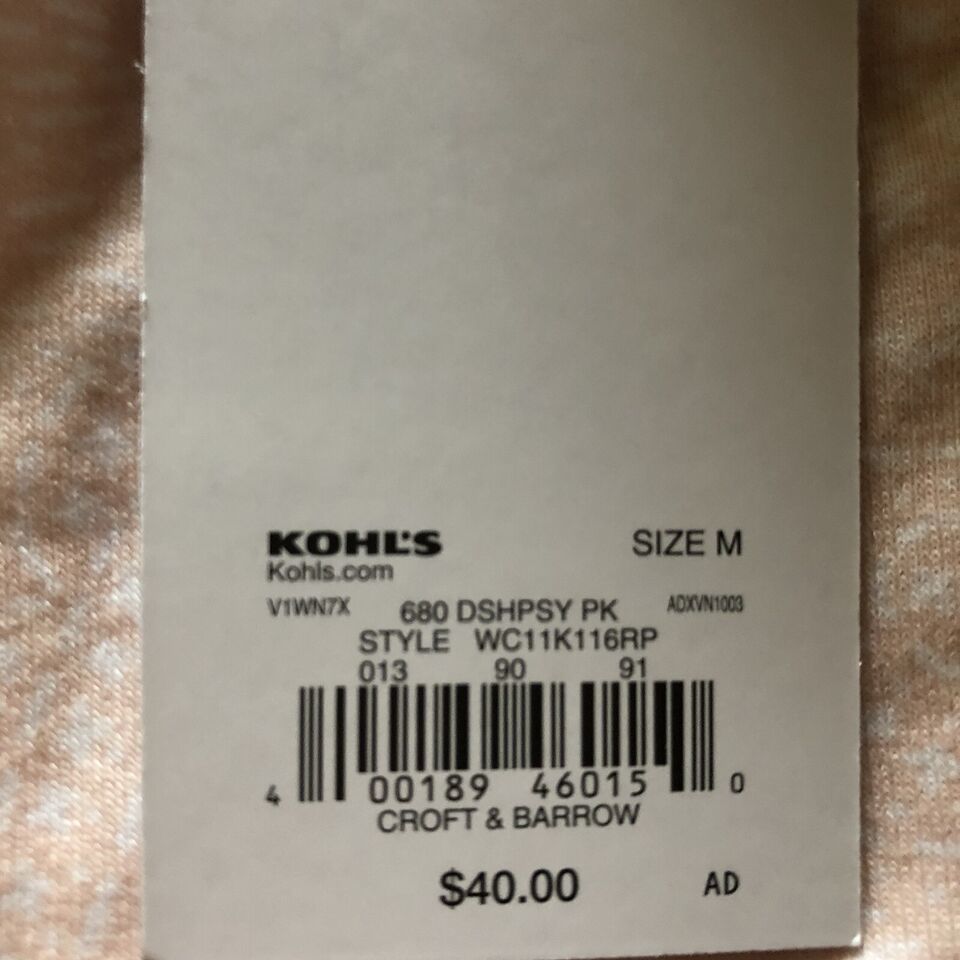 KOHL'S SIZE M
Kohls.com
V1WN7X 680 DSHPSY PK ADXVN1003
STYLE WC11K116RP
013 90 91
4 00189 46015 0
CROFT & BARROW
$40.00 AD